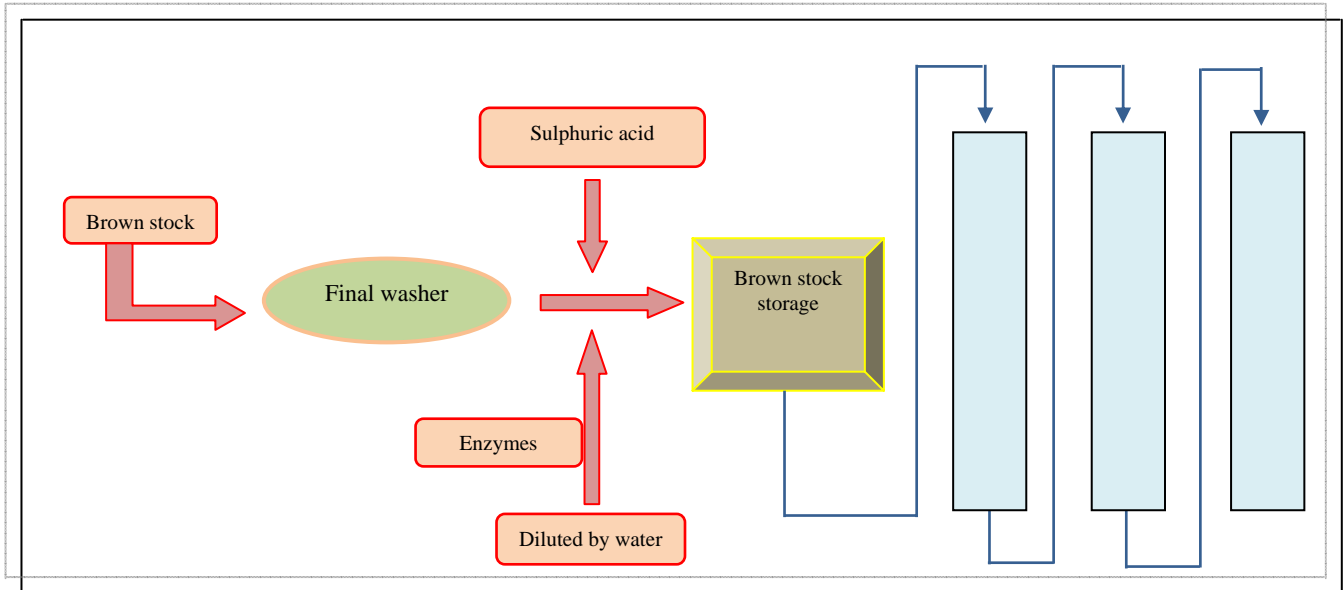 Sulphuric acid
Brown stock
Final washer
Brown stock
storage
Enzymes
Diluted by water